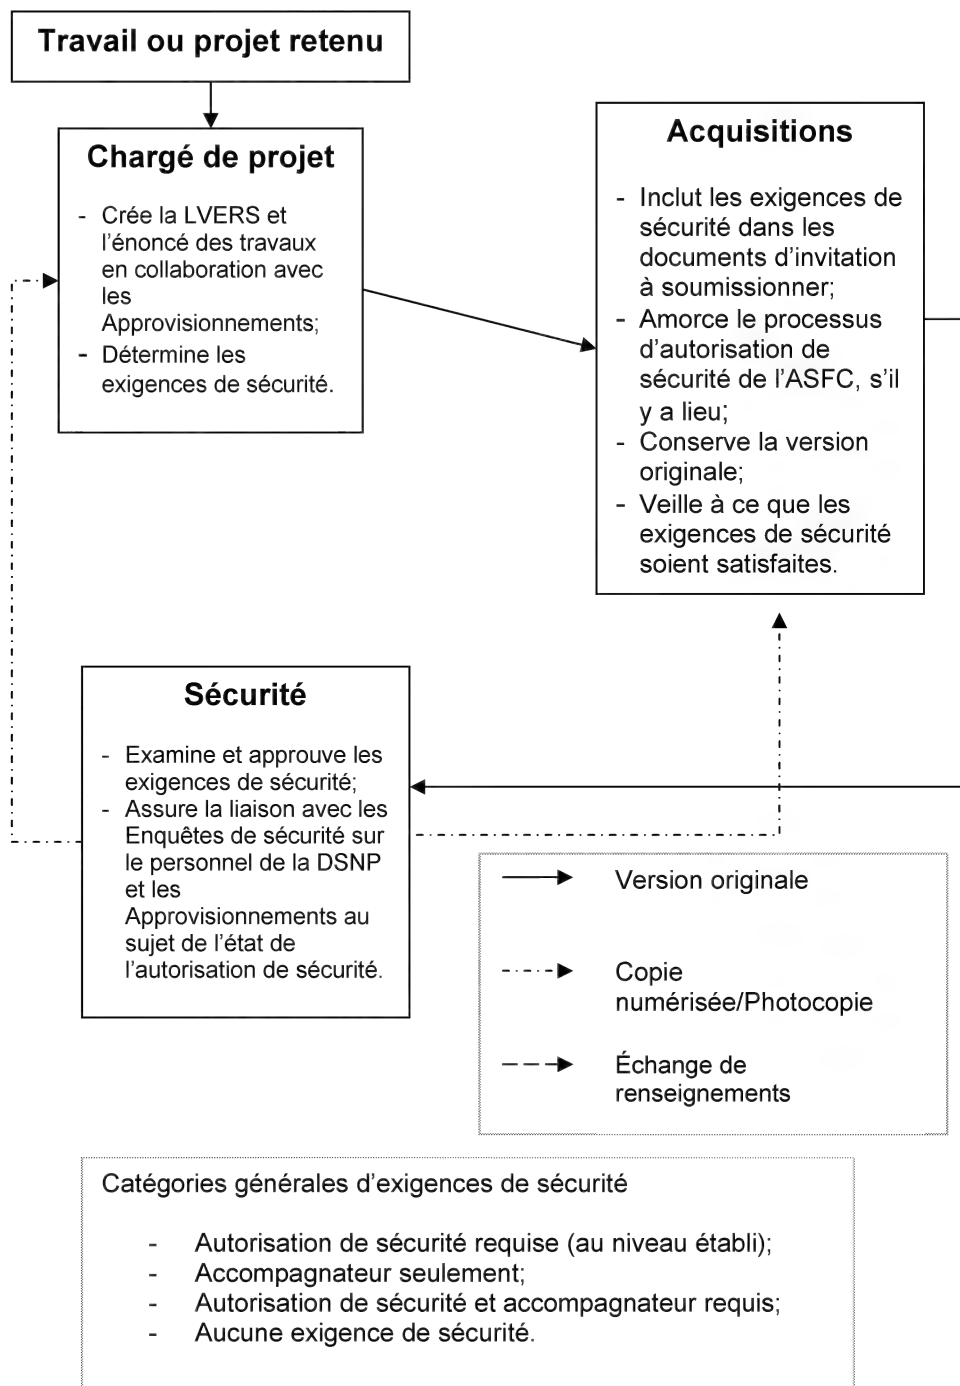 Travail ou projet retenu
Chargé de projet
- Crée la LVERS et
l’énoncé des travaux
en collaboration avec
les
Approvisionnements;
- Détermine les
exigences de sécurité.
Acquisitions
- Inclut les exigences de
sécurité dans les
documents d’invitation
à soumissionner;
- Amorce le processus
d’autorisation de
sécurité de l’ASFC, s’il
y a lieu;
- Conserve la version
originale;
- Veille à ce que les
exigences de sécurité
soient satisfaites.
Sécurité
- Examine et approuve les
exigences de sécurité;
- Assure la liaison avec les
Enquêtes de sécurité sur
le personnel de la DSNP
et les
Approvisionnements au
sujet de l’état de
l’autorisation de sécurité.
Version originale
Copie
numérisée/Photocopie
Échange de
renseignements
Catégories générales d’exigences de sécurité
- Autorisation de sécurité requise (au niveau établi);
- Accompagnateur seulement;
- Autorisation de sécurité et accompagnateur requis;
- Aucune exigence de sécurité.